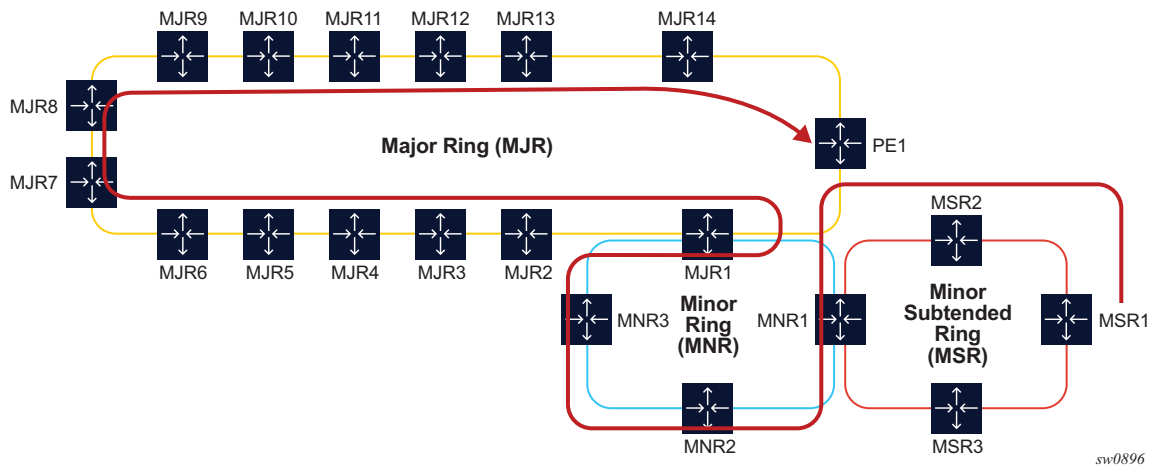 MJR9
MJR10
MJR11
MJR12
MJR13
MJR14
MJR8
Major Ring (MJR)
PE1
MJR7
MSR2
MJR6
MJR5
MJR4
MJR3
MJR2
MJR1
MNR3
Minor
Ring
(MNR)
MNR1
Minor
Subtended
Ring
(MSR)
MSR1
MNR2
MSR3
sw0896